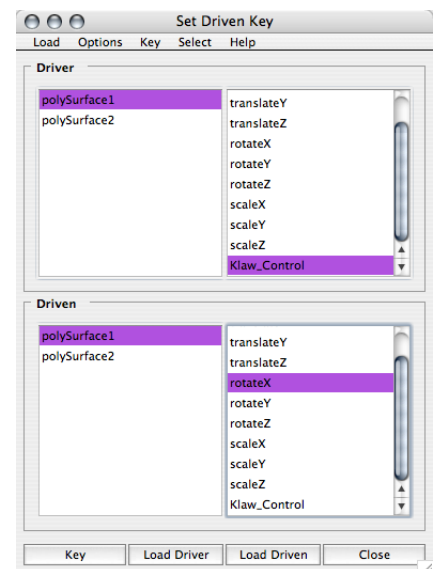 Set Driven Key
Load Options Key Select Help
Driver
polySurface1
polySurface2
translateY
translateZ
rotateX
rotateY
rotateZ
scaleX
scaleY
scaleZ
Klaw_Control
Driven
polySurface1
polySurface2
translateY
translateZ
rotateX
rotateY
rotateZ
scaleX
scaleY
scaleZ
Klaw_Control
Key Load Driver Load Driven Close